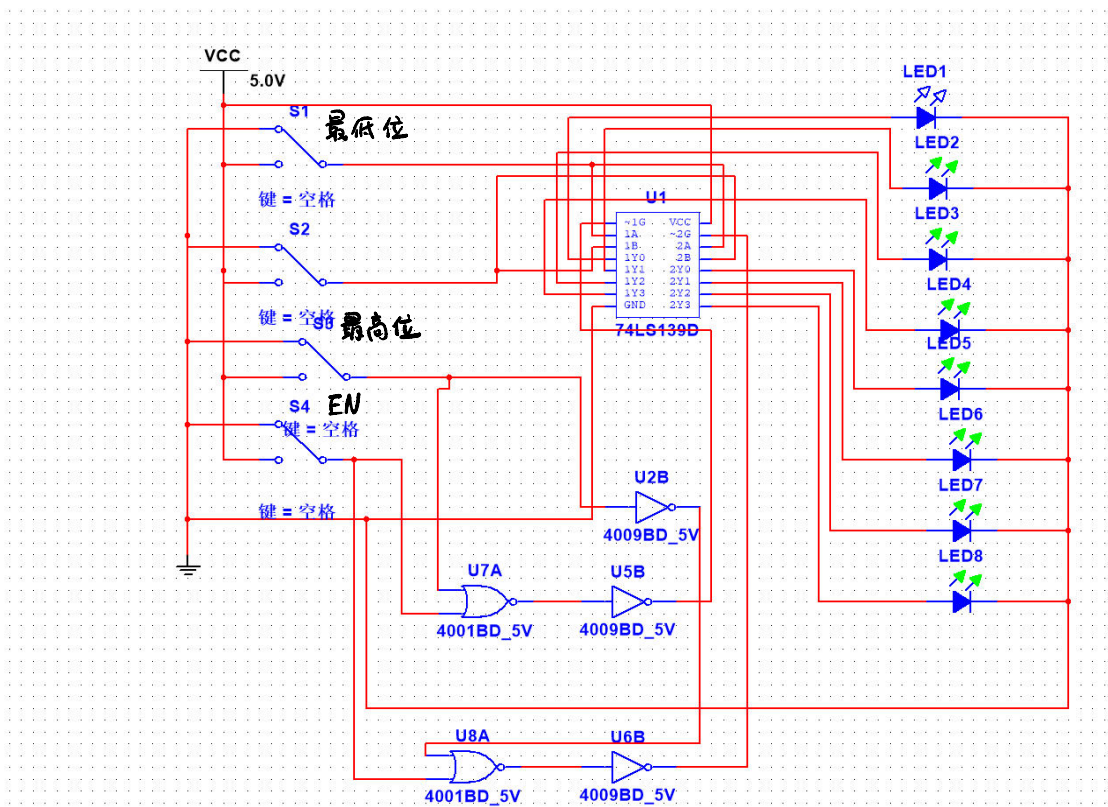 VCC
5.0V
S1
最低位
键 = 空格
S2
键 = 空格
S3
最高位
键 = 空格
S4
EN
键 = 空格
U1
~1G
1A
1B
1Y0
1Y1
1Y2
1Y3
GND
VCC
~2G
2A
2B
2Y0
2Y1
2Y2
2Y3
74LS139D
LED1
LED2
LED3
LED4
LED5
LED6
LED7
LED8
U2B
4009BD_5V
U7A
4001BD_5V
U5B
4009BD_5V
U8A
4001BD_5V
U6B
4009BD_5V